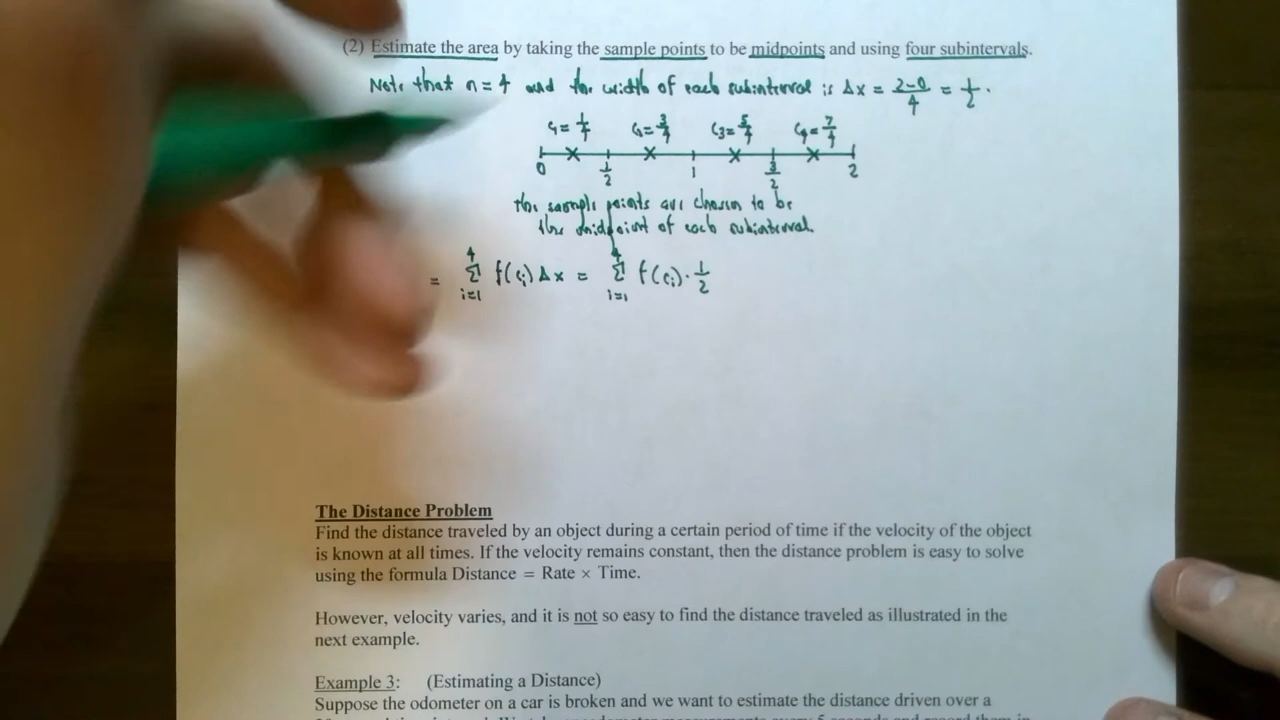 (2) Estimate the area by taking the sample points to be midpoints and using four subintervals.
Note that n = 4 and the width of each subinterval is Δx = 2-0/4 = 1/2.
c₁ = 1/4 c₂ = 3/4 c₃ = 5/4 c₄ = 7/4
0 1/2 1 3/2 2
the sample points are chosen to be
the midpoint of each subinterval.
= 4 Σ i=1 f(cᵢ) Δx = 4 Σ i=1 f(cᵢ) · 1/2
The Distance Problem
Find the distance traveled by an object during a certain period of time if the velocity of the object
is known at all times. If the velocity remains constant, then the distance problem is easy to solve
using the formula Distance = Rate × Time.
However, velocity varies, and it is not so easy to find the distance traveled as illustrated in the
next example.
Example 3: (Estimating a Distance)
Suppose the odometer on a car is broken and we want to estimate the distance driven over a